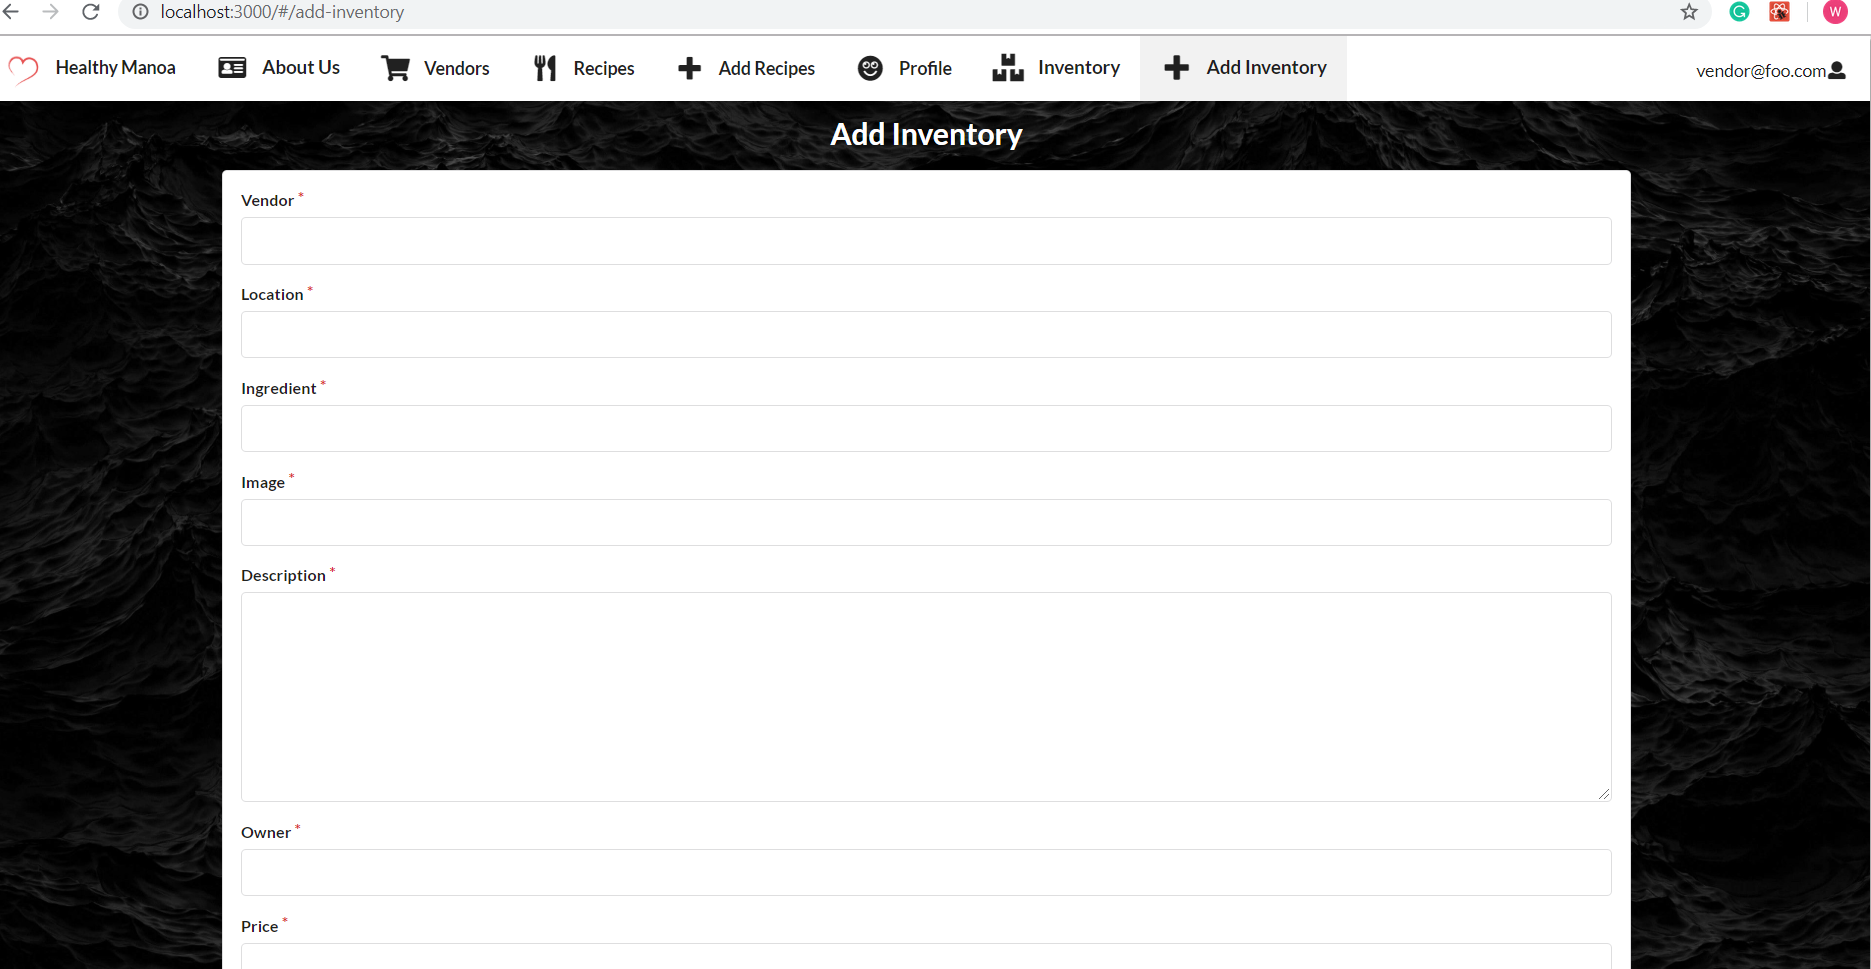 localhost:3000/#/add-inventory
G
W
Healthy Manoa About Us Vendors Recipes Add Recipes Profile Inventory Add Inventory vendor@foo.com
Add Inventory
Vendor *
Location *
Ingredient *
Image *
Description *
Owner *
Price *